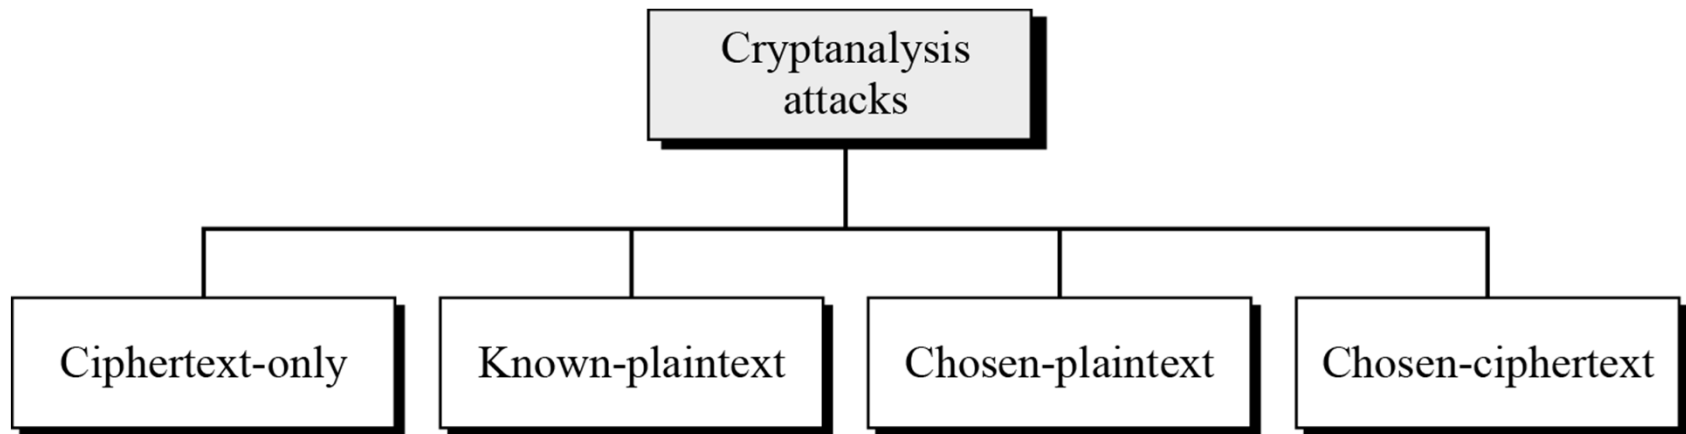 Cryptanalysis
attacks
Ciphertext-only
Known-plaintext
Chosen-plaintext
Chosen-ciphertext